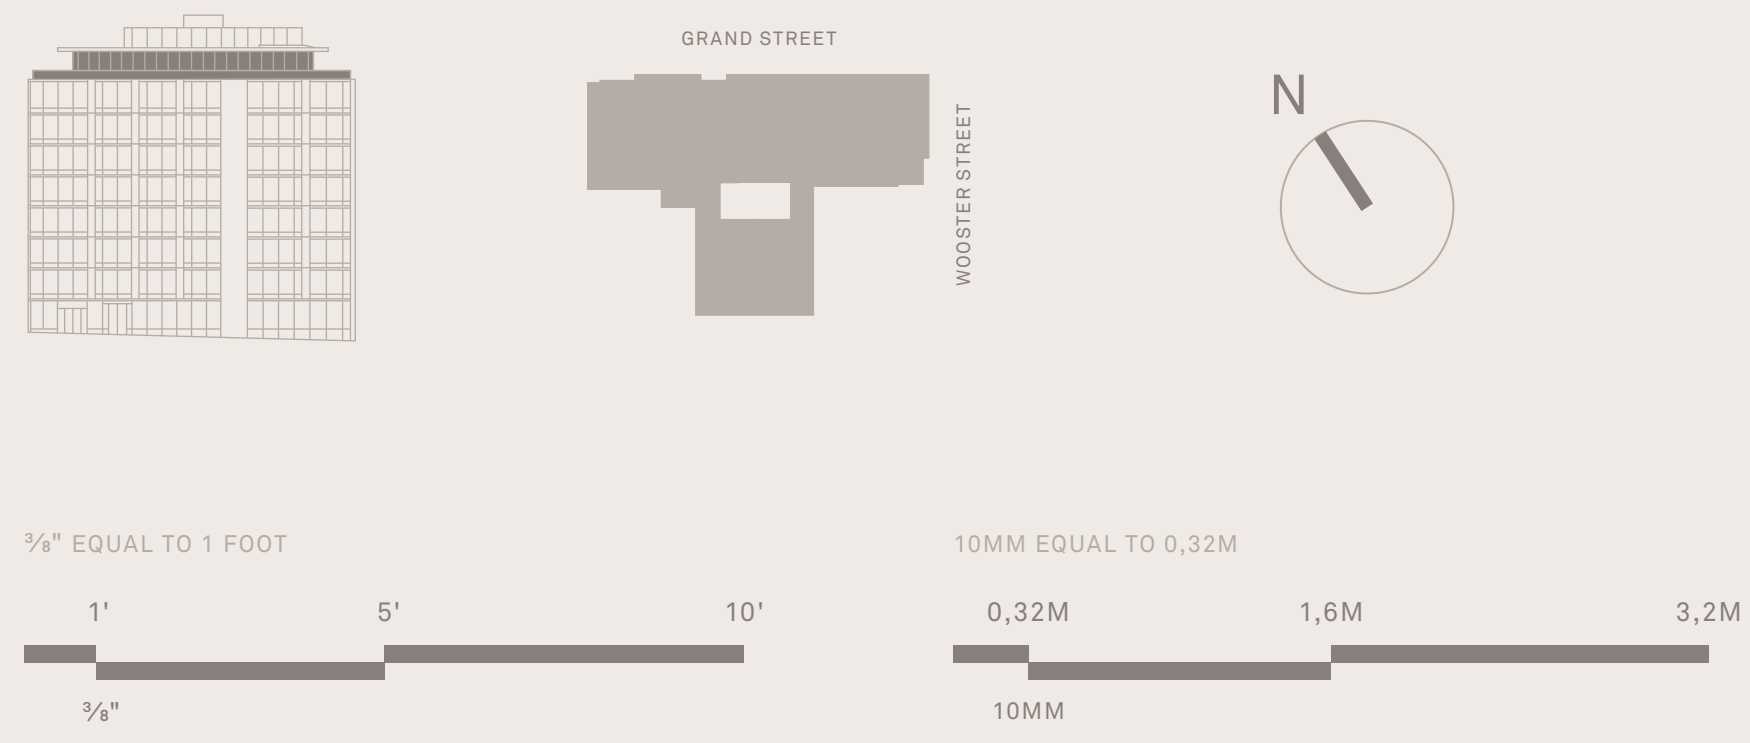 GRAND STREET
WOOSTER STREET
N
⅜" EQUAL TO 1 FOOT
1' 5' 10'
⅜"
10MM EQUAL TO 0,32M
0,32M 1,6M 3,2M
10MM